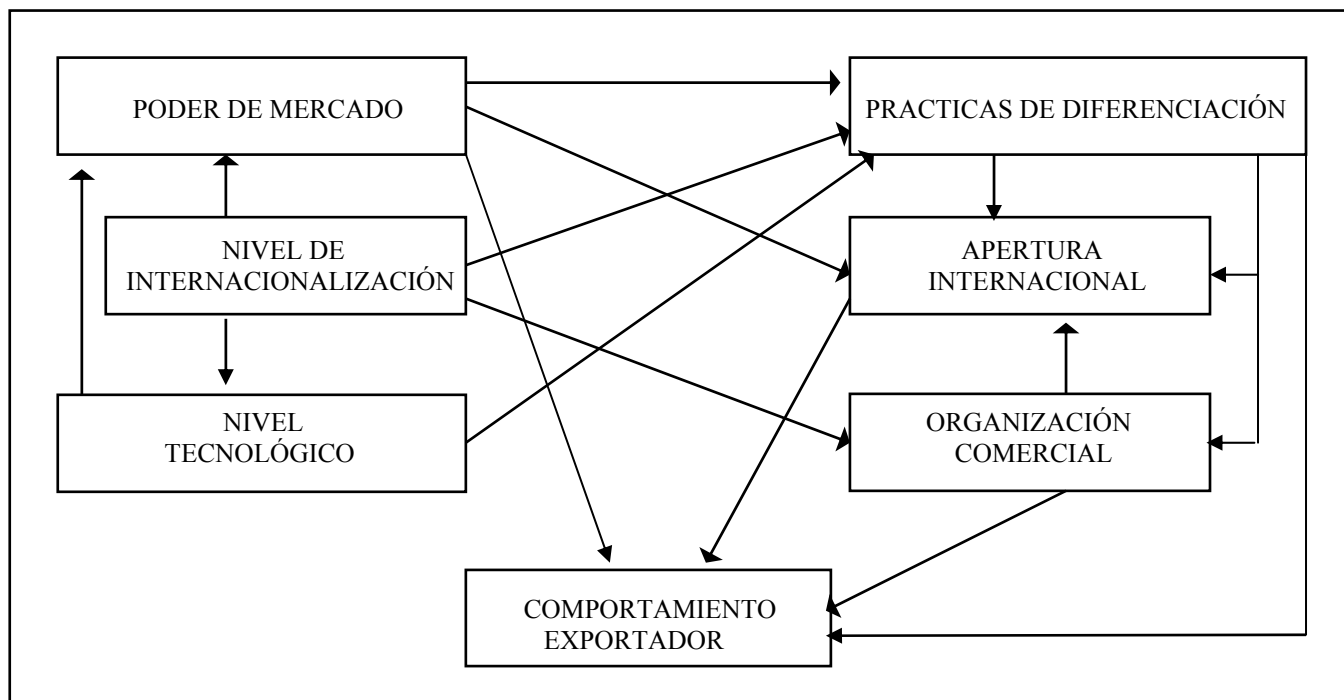 PODER DE MERCADO
PRACTICAS DE DIFERENCIACIÓN
NIVEL DE
INTERNACIONALIZACIÓN
APERTURA
INTERNACIONAL
NIVEL
TECNOLÓGICO
ORGANIZACIÓN
COMERCIAL
COMPORTAMIENTO
EXPORTADOR